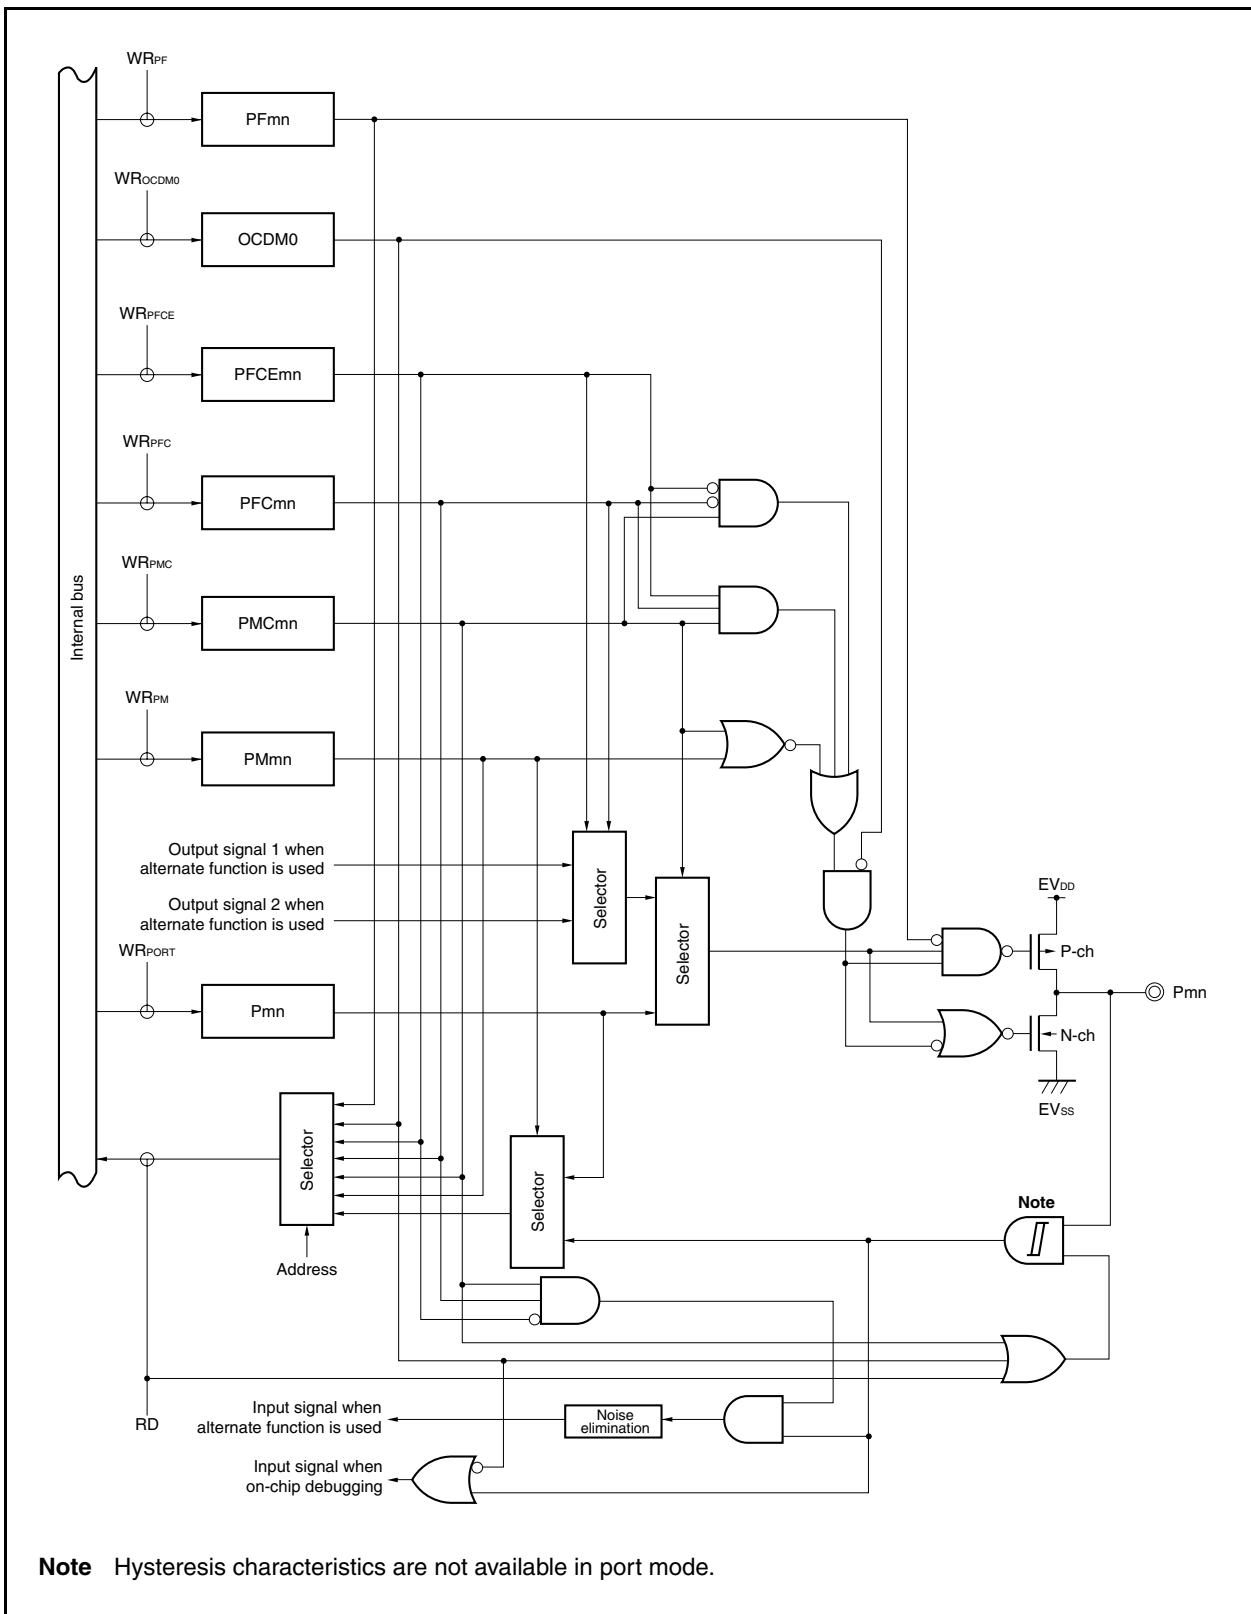 WRPF
PFmn
WROCDM0
OCDM0
WRPFCE
PFCEmn
WRPFC
PFCmn
WRPMC
Internal bus
PMCmn
WRPM
PMmn
Output signal 1 when
alternate function is used
Output signal 2 when
alternate function is used
Selector
Selector
EVDD
P-ch
WRPORT
Pmn
Pmn
N-ch
EVSS
Selector
Selector
Note
Address
RD
Input signal when
alternate function is used
Noise
elimination
Input signal when
on-chip debugging
Note Hysteresis characteristics are not available in port mode.